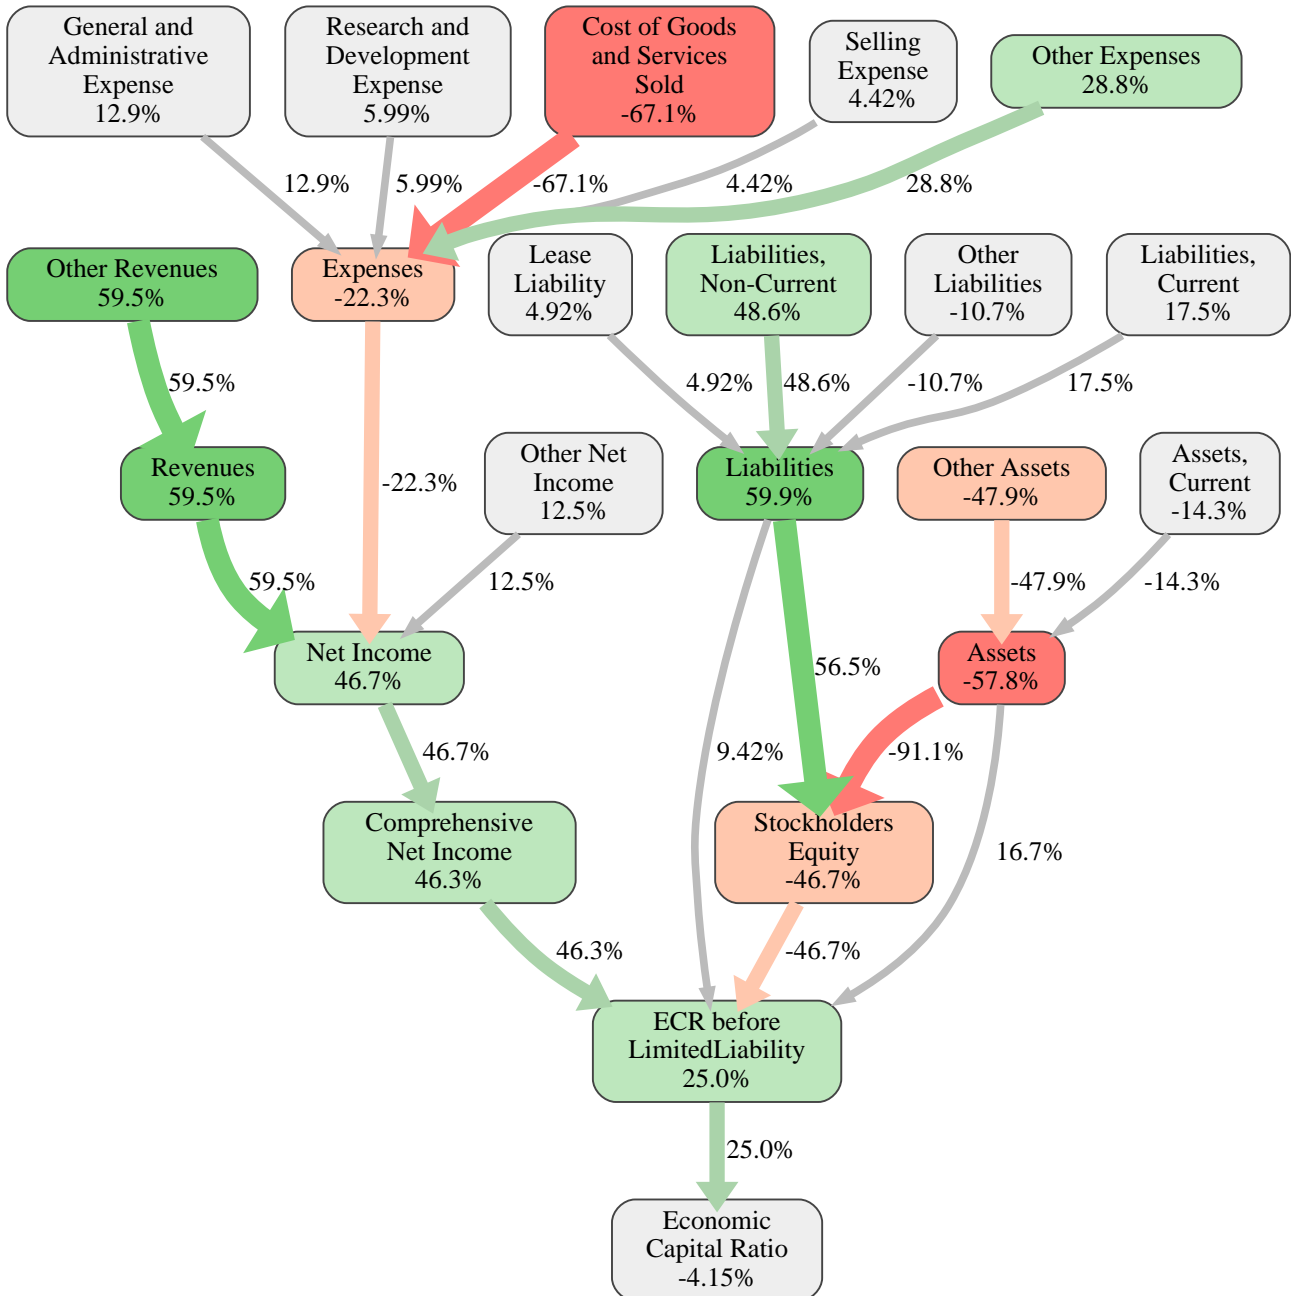 General and
Administrative
Expense
12.9%
Research and
Development
Expense
5.99%
Cost of Goods
and Services
Sold
-67.1%
Selling
Expense
4.42%
Other Expenses
28.8%
12.9%
5.99%
-67.1%
4.42%
28.8%
Other Revenues
59.5%
Expenses
-22.3%
Lease
Liability
4.92%
Liabilities,
Non-Current
48.6%
Other
Liabilities
-10.7%
Liabilities,
Current
17.5%
59.5%
4.92%
48.6%
-10.7%
17.5%
Revenues
59.5%
-22.3%
Other Net
Income
12.5%
Liabilities
59.9%
Other Assets
-47.9%
Assets,
Current
-14.3%
59.5%
12.5%
-47.9%
-14.3%
Net Income
46.7%
56.5%
Assets
-57.8%
46.7%
9.42%
-91.1%
Comprehensive
Net Income
46.3%
Stockholders
Equity
-46.7%
16.7%
46.3%
-46.7%
ECR before
LimitedLiability
25.0%
25.0%
Economic
Capital Ratio
-4.15%